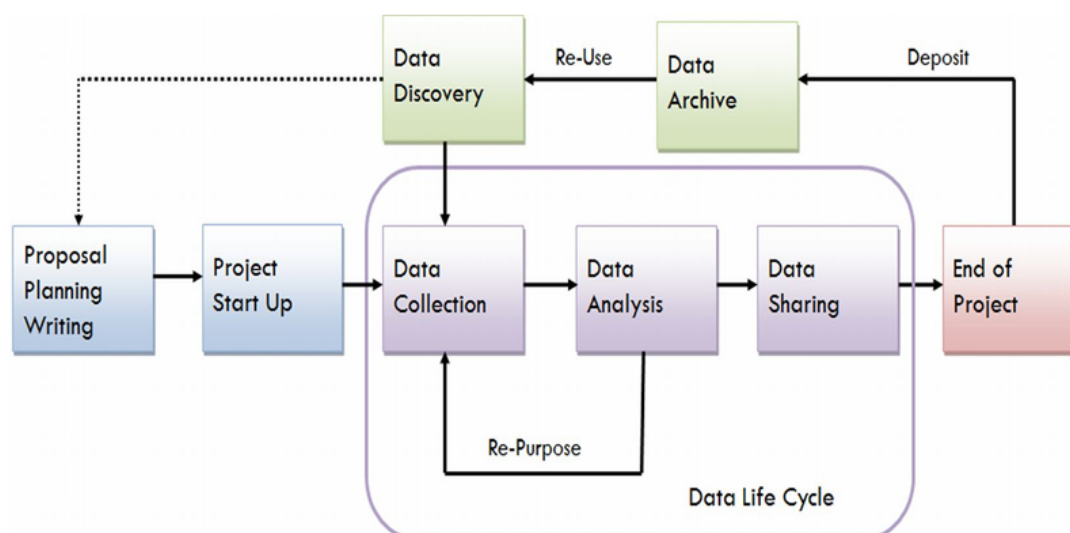 Data
Discovery
Re-Use
Data
Archive
Deposit
Proposal
Planning
Writing
Project
Start Up
Data
Collection
Data
Analysis
Data
Sharing
End of
Project
Re-Purpose
Data Life Cycle